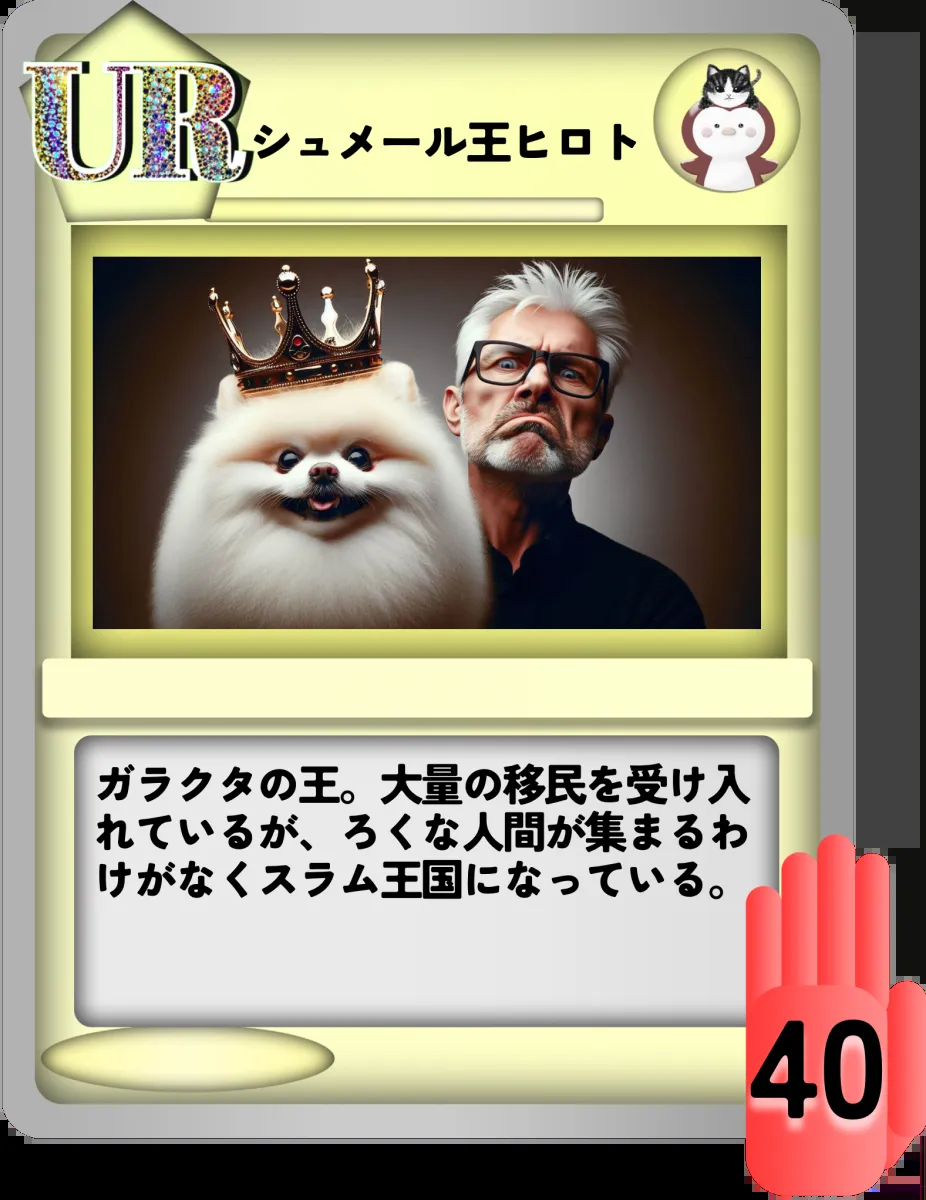 UR
シュメール王ヒロト
ガラクタの王。大量の移民を受け入
れているが、ろくな人間が集まるわ
けがなくスラム王国になっている。
40